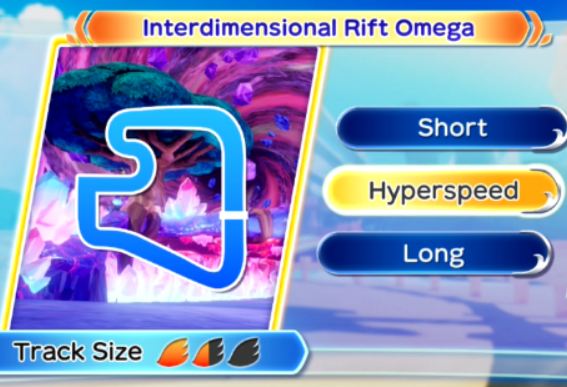 Interdimensional Rift Omega
Short
Hyperspeed
Long
Track Size